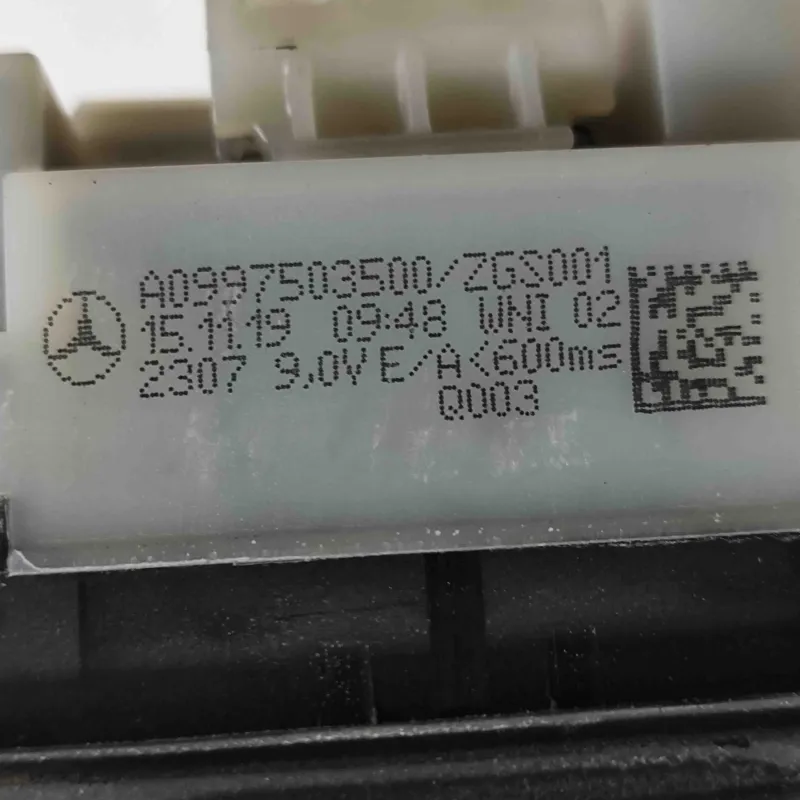 A0997503500/ZGS001
15.11.19 09:48 WNI 02
2307 9,0V E/A<600ms
Q003